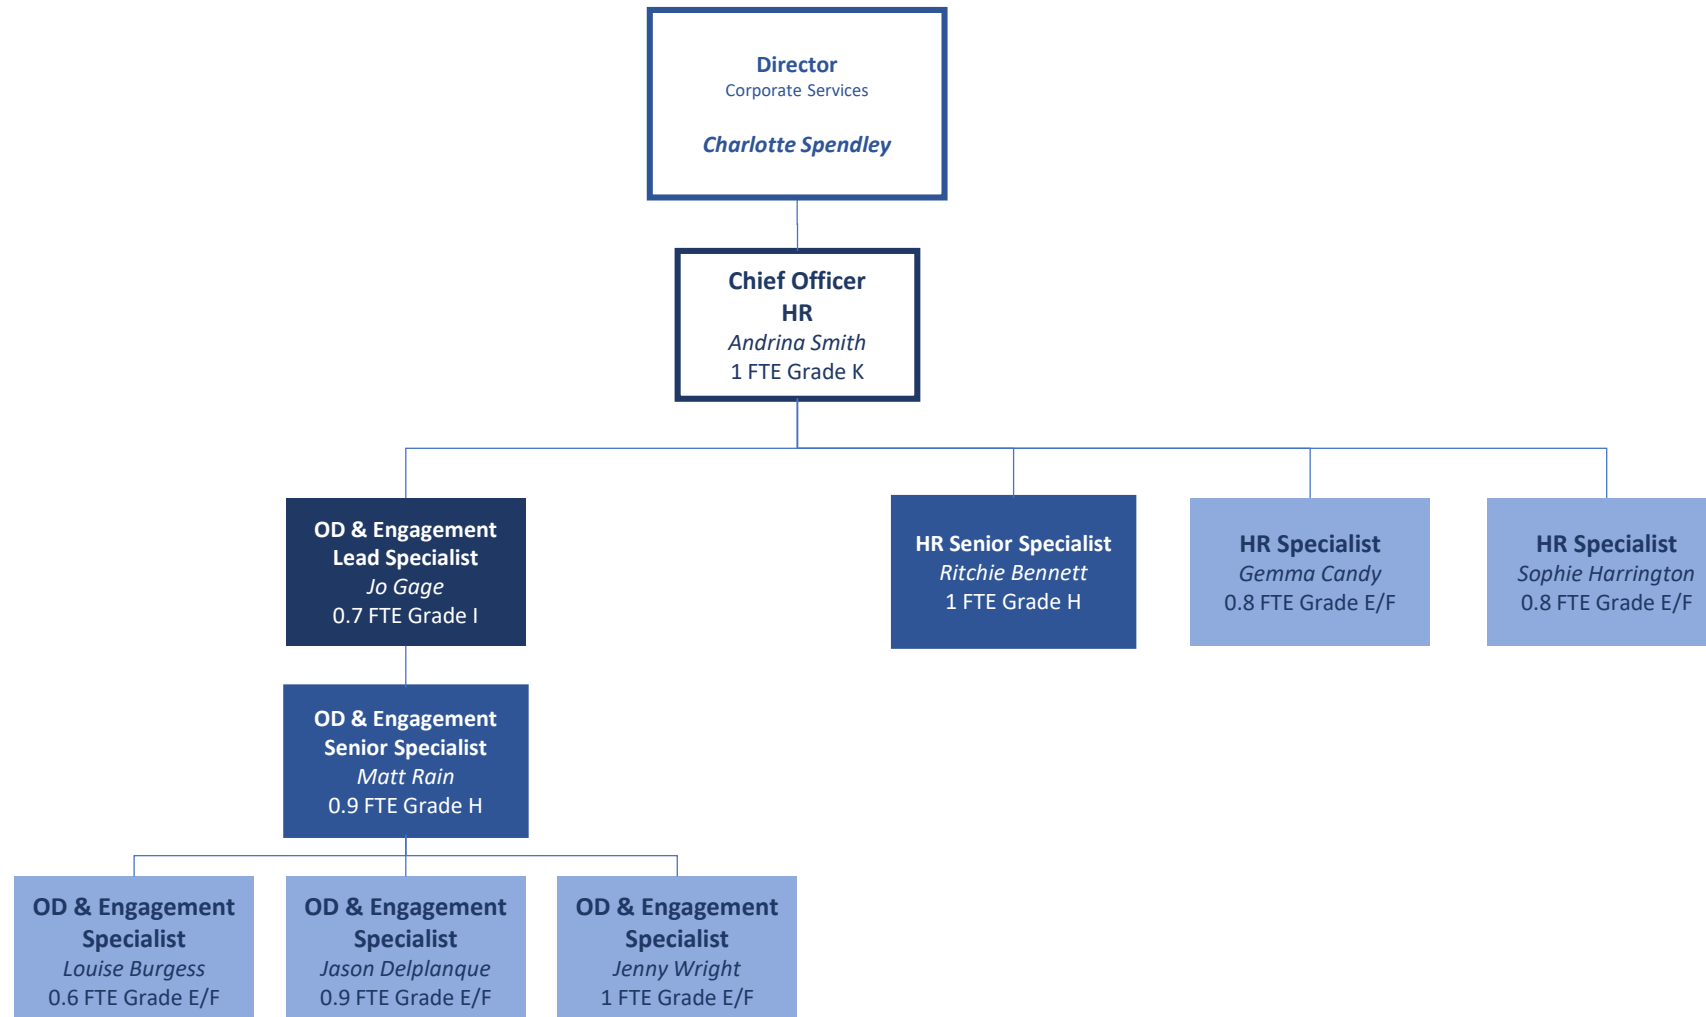 Director
Corporate Services
Charlotte Spendley
Chief Officer
HR
Andrina Smith
1 FTE Grade K
OD & Engagement
Lead Specialist
Jo Gage
0.7 FTE Grade I
HR Senior Specialist
Ritchie Bennett
1 FTE Grade H
HR Specialist
Gemma Candy
0.8 FTE Grade E/F
HR Specialist
Sophie Harrington
0.8 FTE Grade E/F
OD & Engagement
Senior Specialist
Matt Rain
0.9 FTE Grade H
OD & Engagement
Specialist
Louise Burgess
0.6 FTE Grade E/F
OD & Engagement
Specialist
Jason Delplanque
0.9 FTE Grade E/F
OD & Engagement
Specialist
Jenny Wright
1 FTE Grade E/F